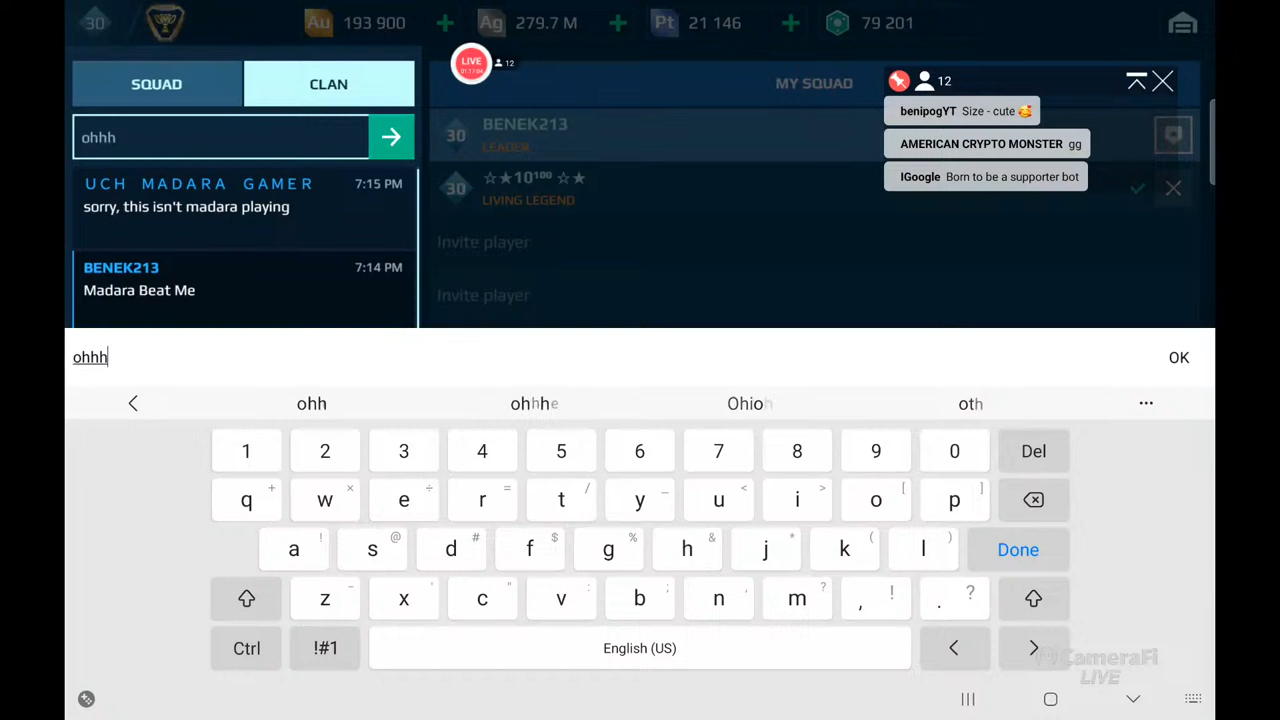 30
Au 193 900 + Ag 279.7 M + Pt 21 146 + 79 201
SQUAD
CLAN
LIVE
01:17:04
12
MY SQUAD
12
ohhh
UCH MADARA GAMER 7:15 PM
sorry, this isn't madara playing
BENEK213 7:14 PM
Madara Beat Me
30 BENEK213
LEADER
30 ☆★10¹⁰⁰ ☆★
LIVING LEGEND
Invite player
Invite player
benipogYT Size - cute 🥰
AMERICAN CRYPTO MONSTER gg
IGoogle Born to be a supporter bot
ohhh
OK
ohh ohhhe Ohioh oth ...
1 2 3 4 5 6 7 8 9 0 Del
q + w × e ÷ r = t / y _ u < i > o [ p ]
a ! s @ d # f $ g % h & j * k ( l ) Done
z - x ' c " v : b ; n , m ? , ! . ?
Ctrl !#1 English (US) < >
CameraFi
LIVE